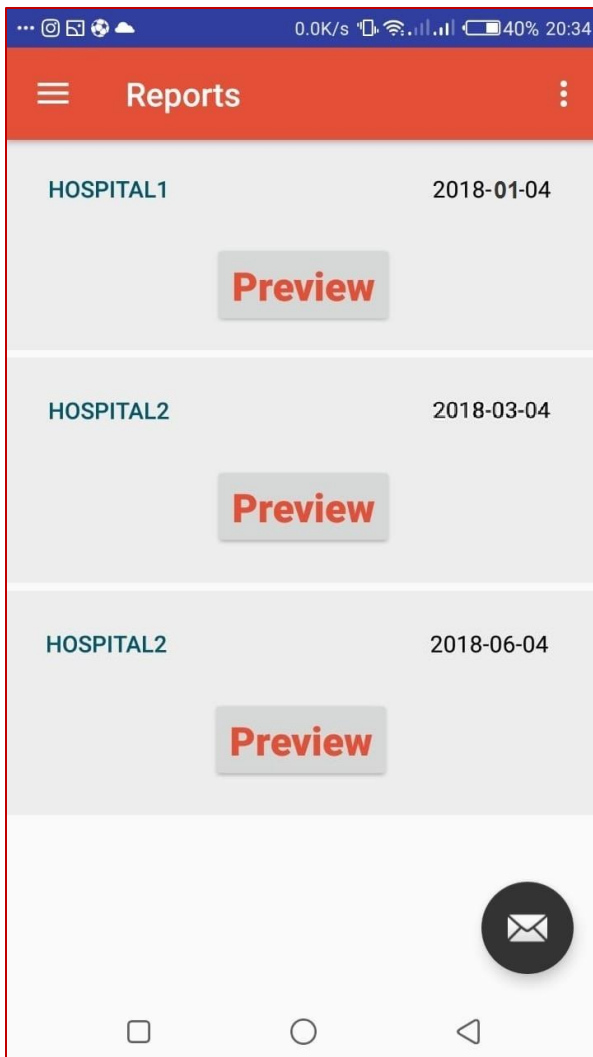 0.0K/s 40% 20:34
Reports
HOSPITAL1 2018-01-04
Preview
HOSPITAL2 2018-03-04
Preview
HOSPITAL2 2018-06-04
Preview